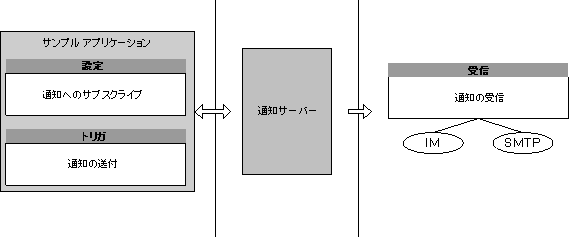 サンプル アプリケーション
設定
通知へのサブスクライブ
トリガ
通知の送付
通知サーバー
受信
通知の受信
IM
SMTP